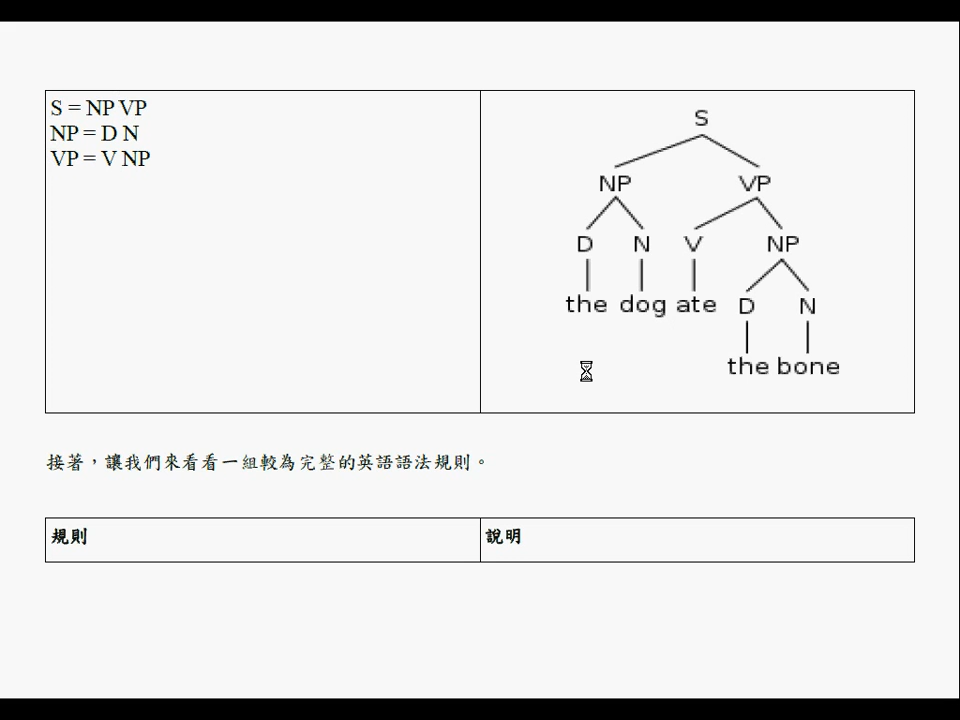 S = NP VP
NP = D N
VP = V NP
S
NP VP
D N V NP
the dog ate D N
the bone
接著，讓我們來看看一組較為完整的英語語法規則。
規則 說明